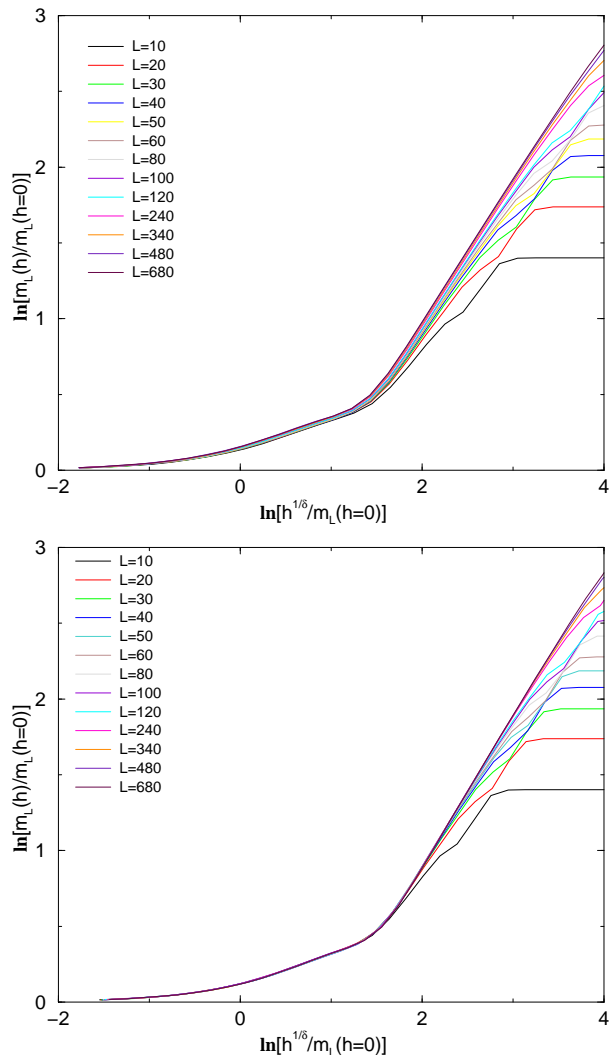 3
L=10
L=20
L=30
L=40
L=50
L=60
L=80
L=100
L=120
L=240
L=340
L=480
L=680
2
1
0
ln[m_L(h)/m_L(h=0)]
−2 0 2 4
ln[h^{1/δ}/m_L(h=0)]
3
L=10
L=20
L=30
L=40
L=50
L=60
L=80
L=100
L=120
L=240
L=340
L=480
L=680
2
1
0
ln[m_L(h)/m_L(h=0)]
−2 0 2 4
ln[h^{1/δ}/m_L(h=0)]